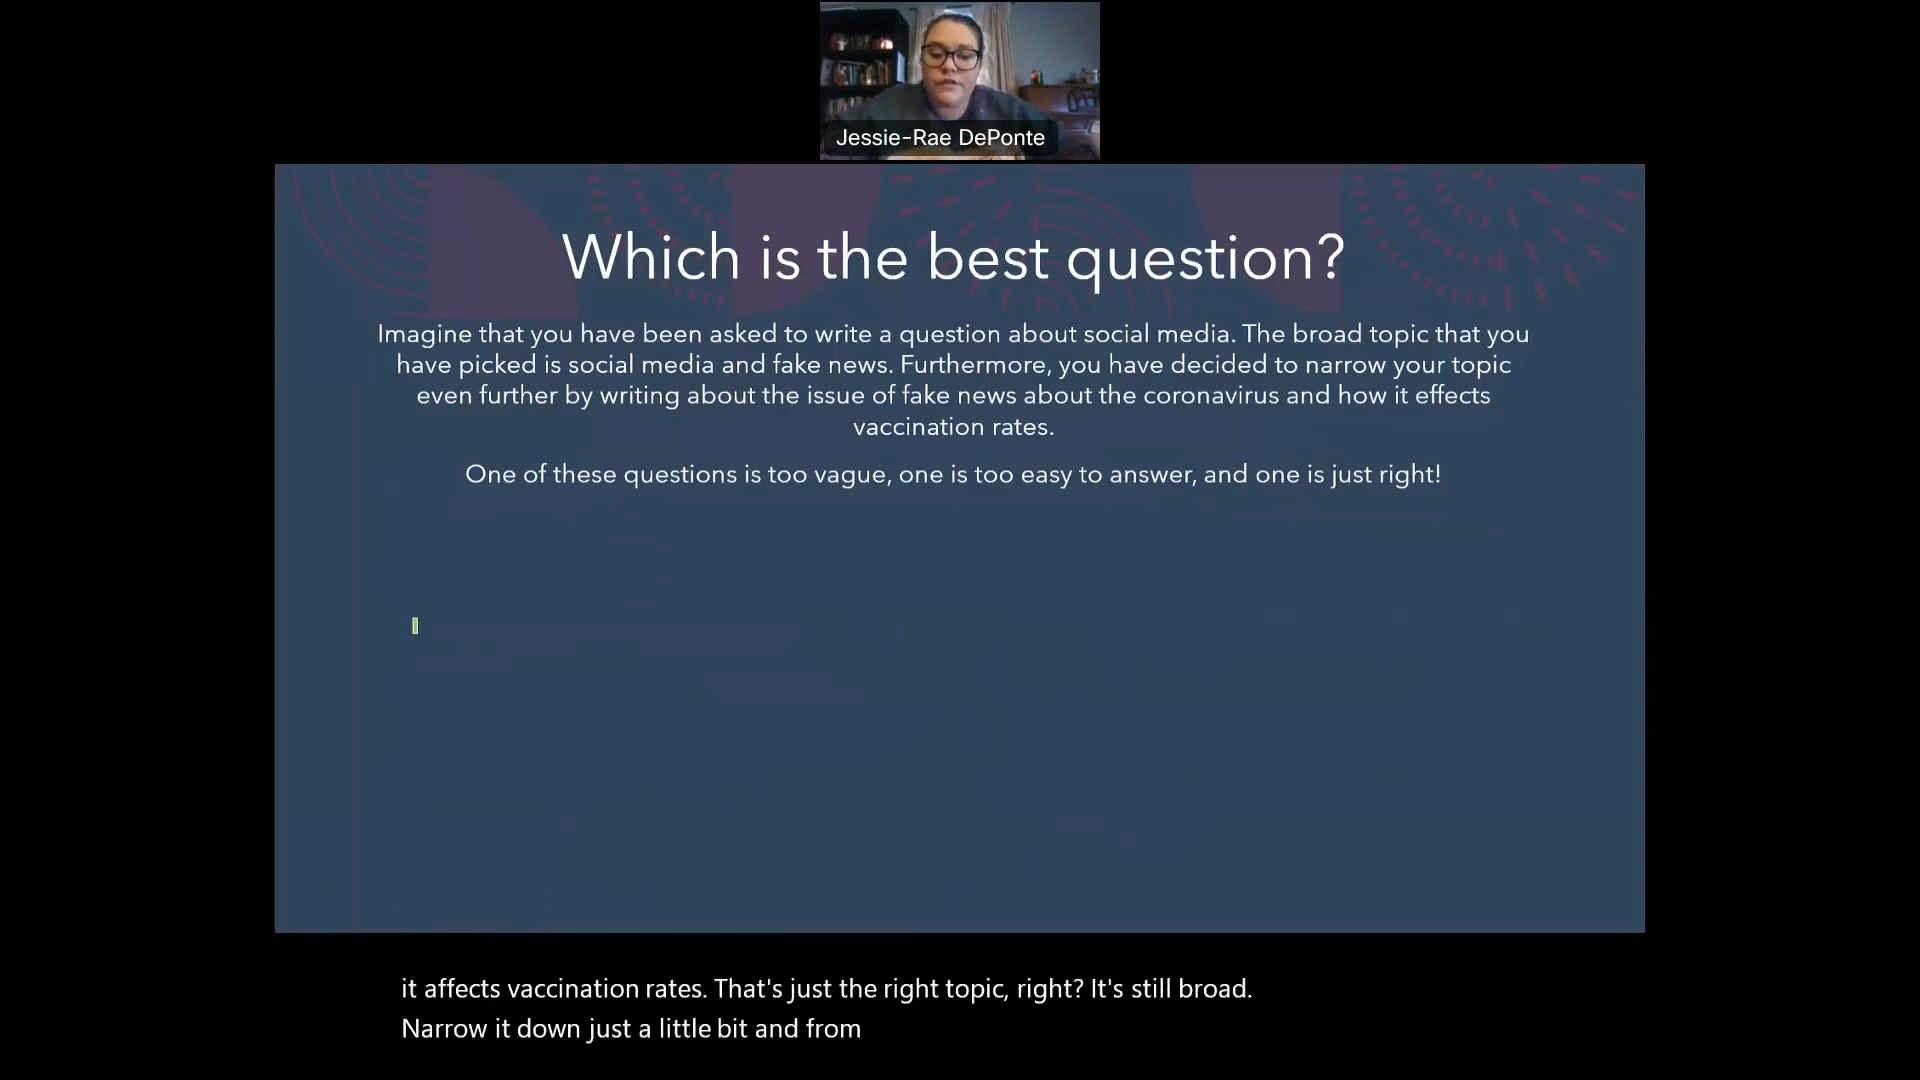 Jessie-Rae DePonte
Which is the best question?
Imagine that you have been asked to write a question about social media. The broad topic that you
have picked is social media and fake news. Furthermore, you have decided to narrow your topic
even further by writing about the issue of fake news about the coronavirus and how it effects
vaccination rates.
One of these questions is too vague, one is too easy to answer, and one is just right!
it affects vaccination rates. That's just the right topic, right? It's still broad.
Narrow it down just a little bit and from